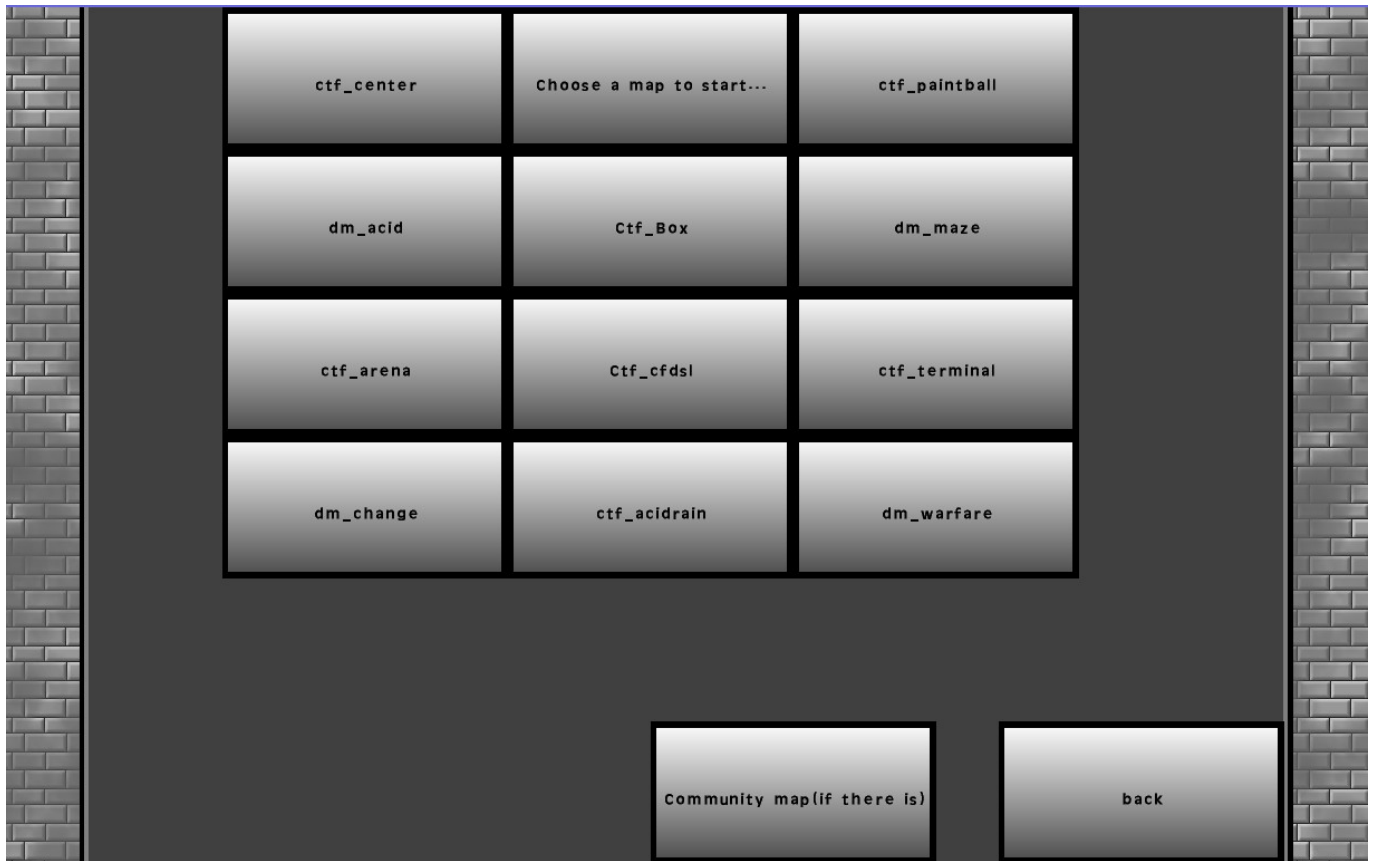 ctf_center
Choose a map to start...
ctf_paintball
dm_acid
Ctf_Box
dm_maze
ctf_arena
Ctf_cfdsl
ctf_terminal
dm_change
ctf_acidrain
dm_warfare
Community map(if there is)
back